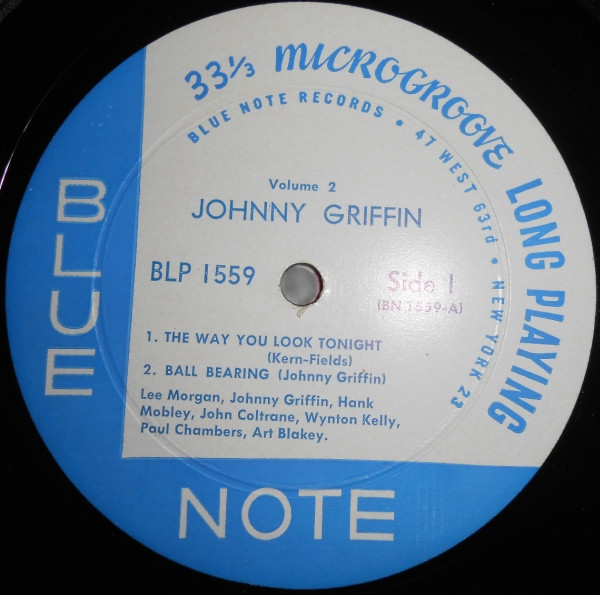 33⅓ MICROGROOVE LONG PLAYING
BLUE NOTE RECORDS • 47 WEST 63rd • NEW YORK 23
Volume 2
JOHNNY GRIFFIN
BLP 1559
Side 1
(BN 1559-A)
1. THE WAY YOU LOOK TONIGHT
(Kern-Fields)
2. BALL BEARING (Johnny Griffin)
Lee Morgan, Johnny Griffin, Hank
Mobley, John Coltrane, Wynton Kelly,
Paul Chambers, Art Blakey.
BLUE
NOTE